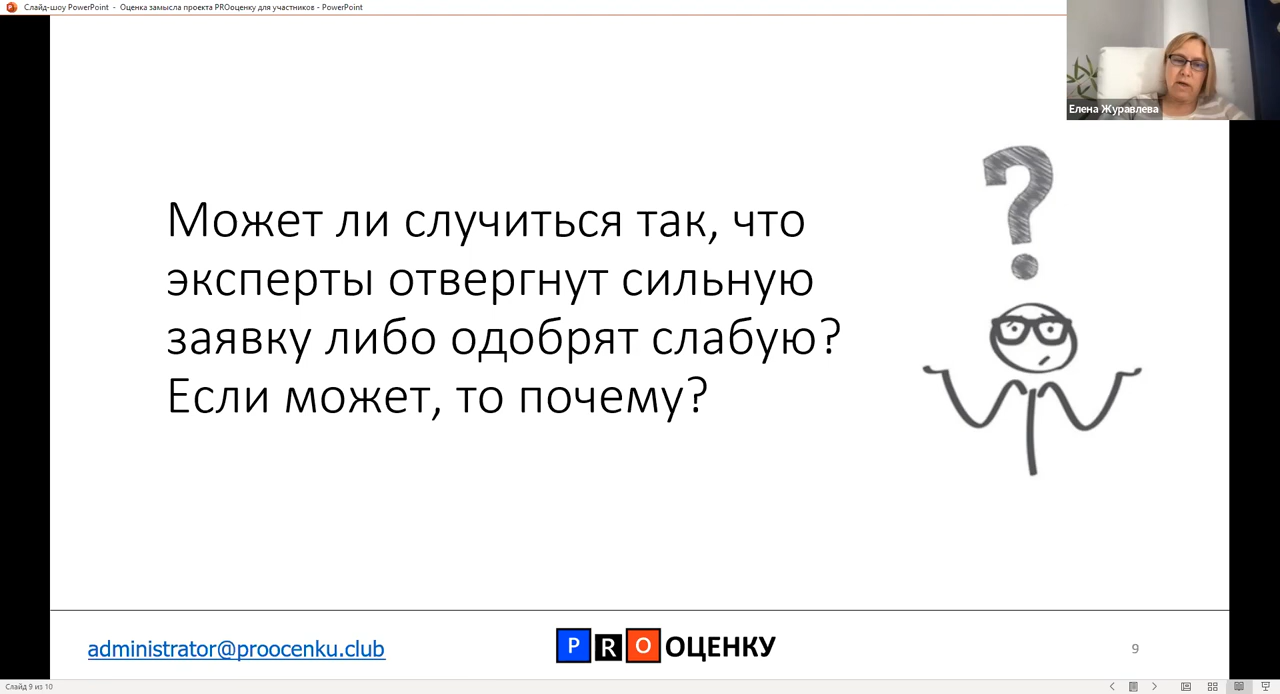 Слайд-шоу PowerPoint - Оценка замысла проекта PROоценку для участников - PowerPoint
Елена Журавлева
?
Может ли случиться так, что
эксперты отвергнут сильную
заявку либо одобрят слабую?
Если может, то почему?
administrator@proocenku.club
PRO ОЦЕНКУ
9
Слайд 9 из 10